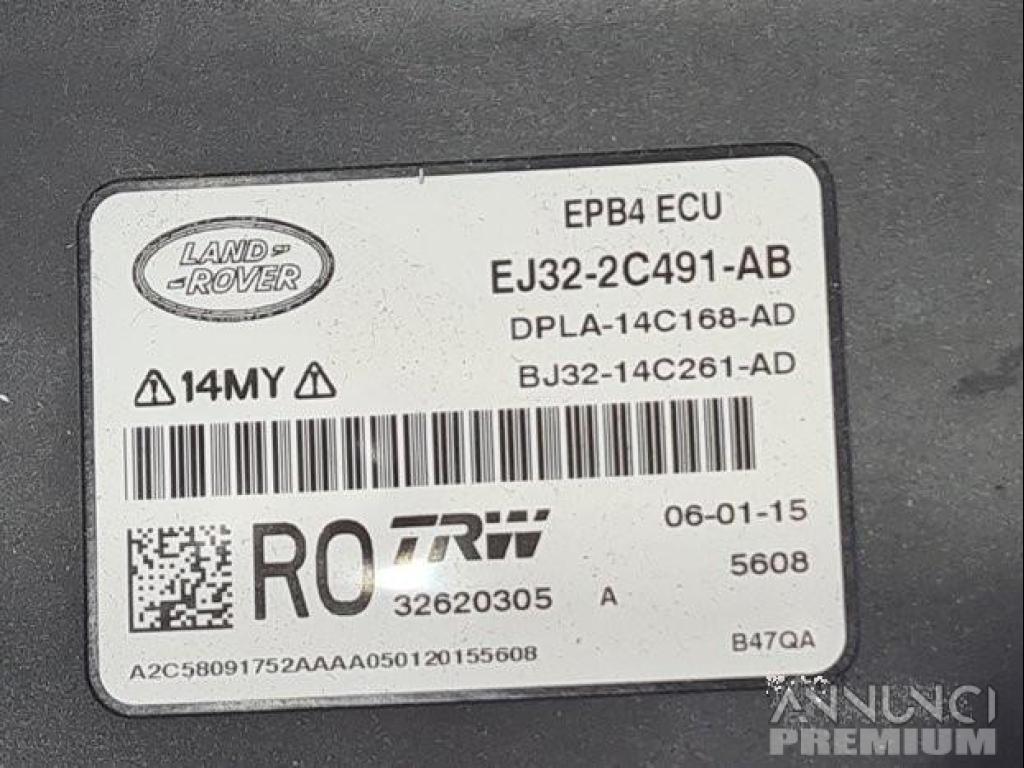 LAND-
-ROVER
EPB4 ECU
EJ32-2C491-AB
DPLA-14C168-AD
BJ32-14C261-AD
14MY
RO
TRW
06-01-15
5608
32620305 A
B47QA
A2C58091752AAAA050120155608
ANNUNCI
PREMIUM